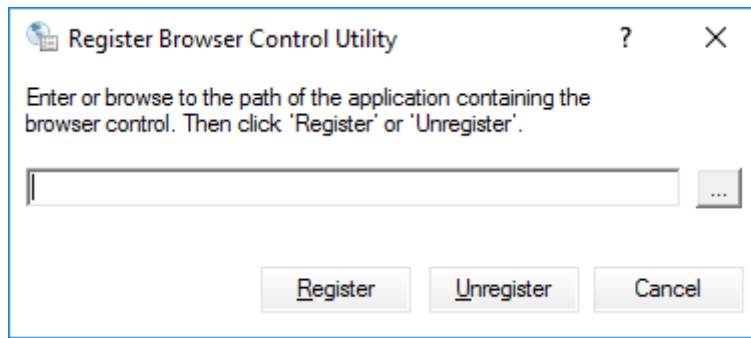 Register Browser Control Utility ?
Enter or browse to the path of the application containing the
browser control. Then click 'Register' or 'Unregister'.
...
Register Unregister Cancel